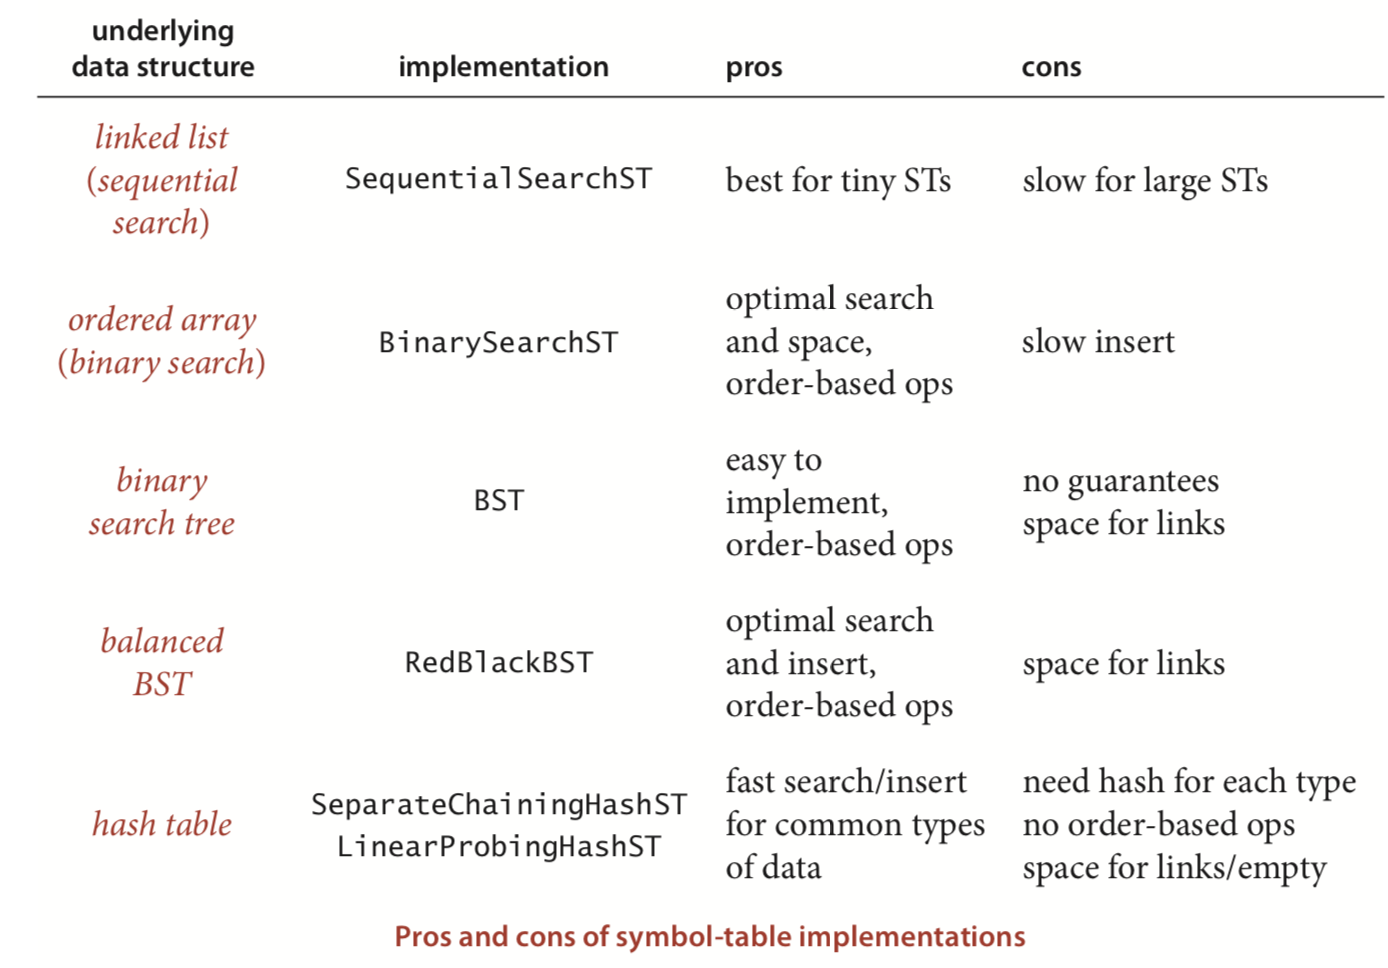 underlying
data structure implementation pros cons
linked list
(sequential
search)
SequentialSearchST
best for tiny STs
slow for large STs
ordered array
(binary search)
BinarySearchST
optimal search
and space,
order-based ops
slow insert
binary
search tree
BST
easy to
implement,
order-based ops
no guarantees
space for links
balanced
BST
RedBlackBST
optimal search
and insert,
order-based ops
space for links
hash table
SeparateChainingHashST
LinearProbingHashST
fast search/insert
for common types
of data
need hash for each type
no order-based ops
space for links/empty
Pros and cons of symbol-table implementations